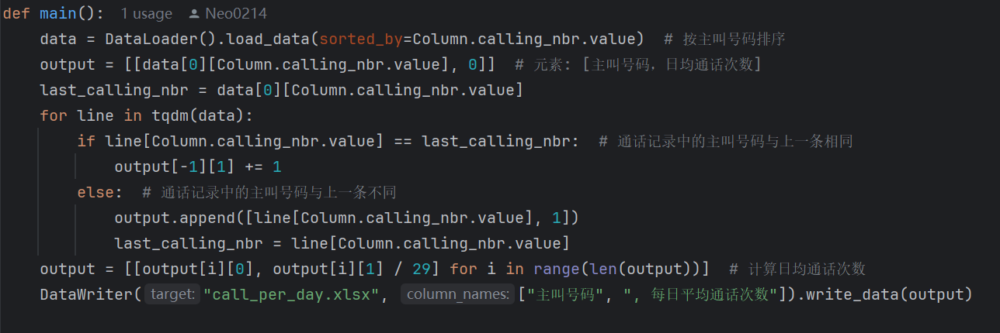 def main():  1 usage  Neo0214
    data = DataLoader().load_data(sorted_by=Column.calling_nbr.value)  # 按主叫号码排序
    output = [[data[0][Column.calling_nbr.value], 0]]  # 元素: [主叫号码，日均通话次数]
    last_calling_nbr = data[0][Column.calling_nbr.value]
    for line in tqdm(data):
        if line[Column.calling_nbr.value] == last_calling_nbr:  # 通话记录中的主叫号码与上一条相同
            output[-1][1] += 1
        else:  # 通话记录中的主叫号码与上一条不同
            output.append([line[Column.calling_nbr.value], 1])
            last_calling_nbr = line[Column.calling_nbr.value]
    output = [[output[i][0], output[i][1] / 29] for i in range(len(output))]  # 计算日均通话次数
    DataWriter( target: "call_per_day.xlsx", column_names: ["主叫号码", ", 每日平均通话次数"]).write_data(output)